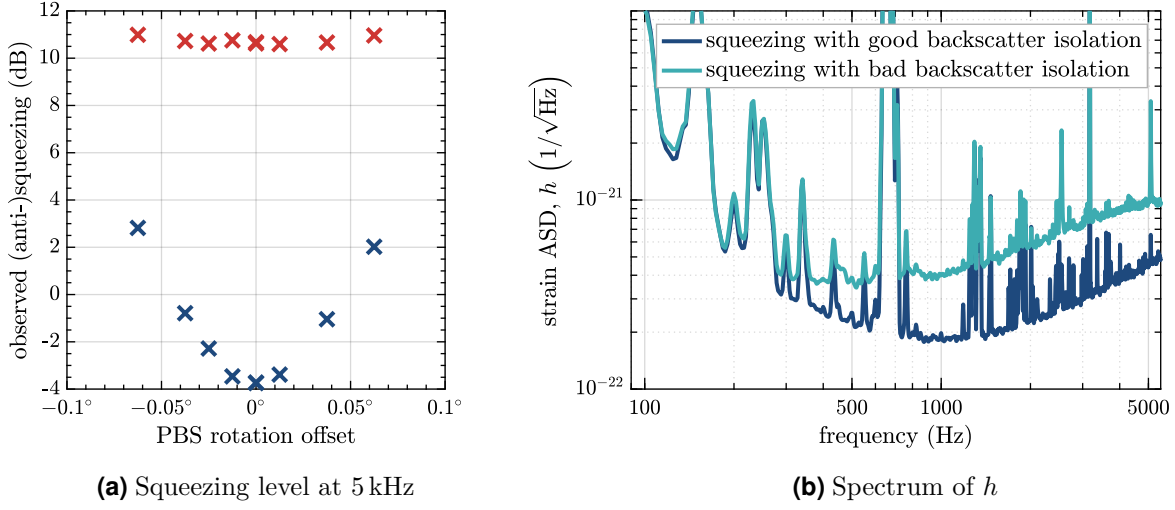 observed (anti-)squeezing (dB)
12
10
8
6
4
2
0
−2
−4
−0.1°
−0.05°
0
0.05°
0.1°
PBS rotation offset
(a) Squeezing level at 5 kHz
strain ASD, h (1/√Hz)
squeezing with good backscatter isolation
squeezing with bad backscatter isolation
10⁻²¹
10⁻²²
100
500
1000
5000
frequency (Hz)
(b) Spectrum of h